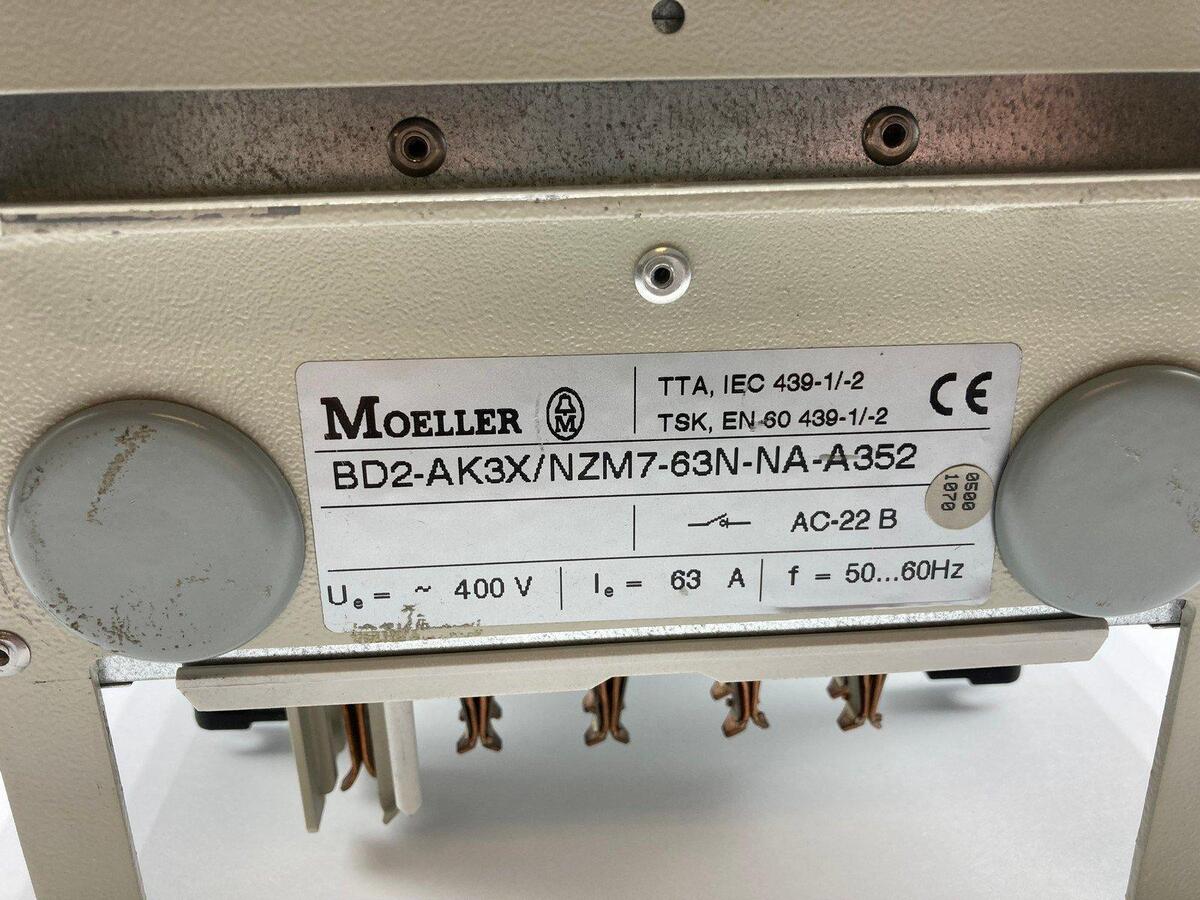 MOELLER M
TTA, IEC 439-1/-2
TSK, EN 60 439-1/-2
CE
BD2-AK3X/NZM7-63N-NA-A352
0500
1070
AC-22 B
Ue = ~ 400 V
Ie = 63 A
f = 50...60Hz